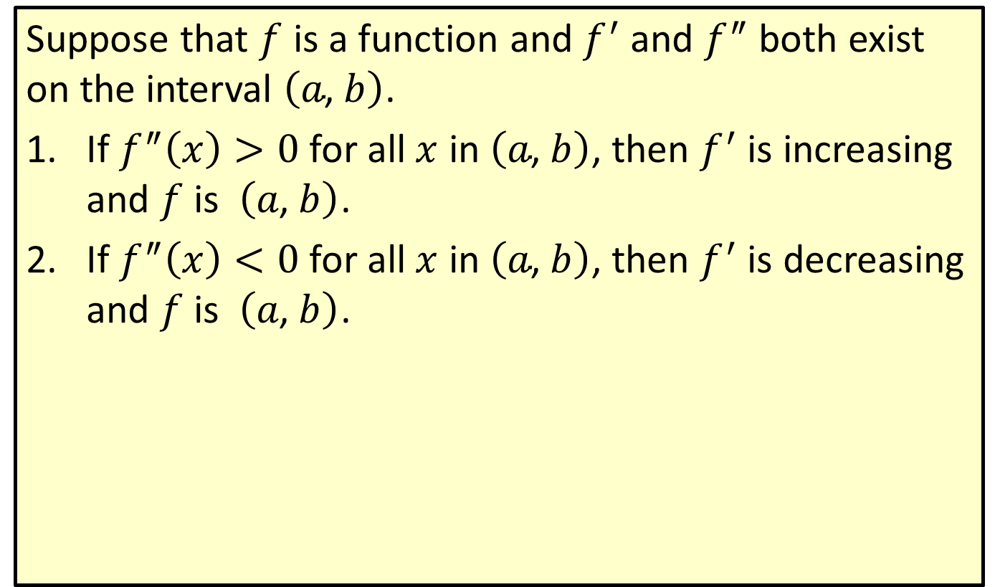 Suppose that f is a function and f′ and f″ both exist
on the interval (a, b).
1. If f″(x) > 0 for all x in (a, b), then f′ is increasing
and f is (a, b).
2. If f″(x) < 0 for all x in (a, b), then f′ is decreasing
and f is (a, b).